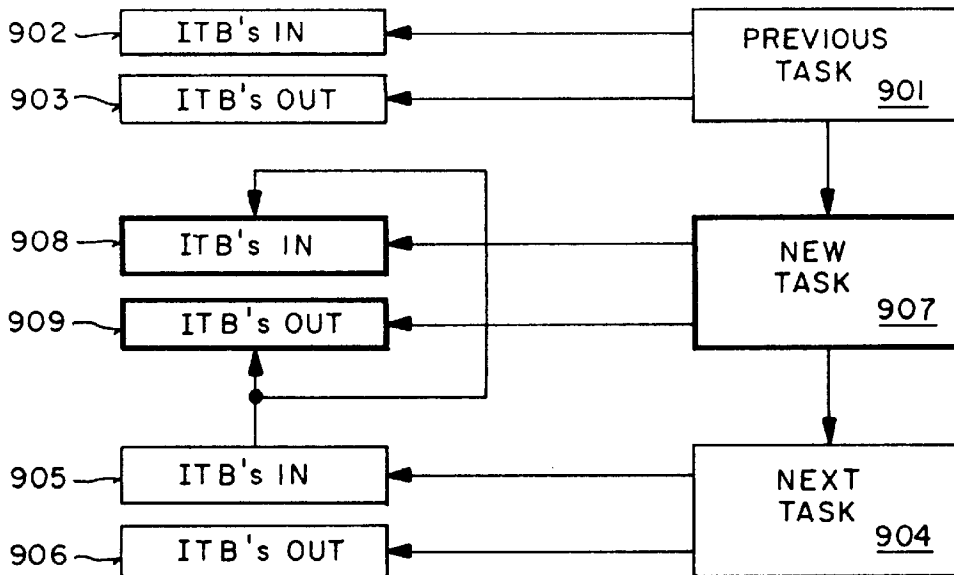 902 ITB's IN
PREVIOUS
TASK
901
903 ITB's OUT
908 ITB's IN
NEW
TASK
907
909 ITB's OUT
905 ITB's IN
NEXT
TASK
904
906 ITB's OUT